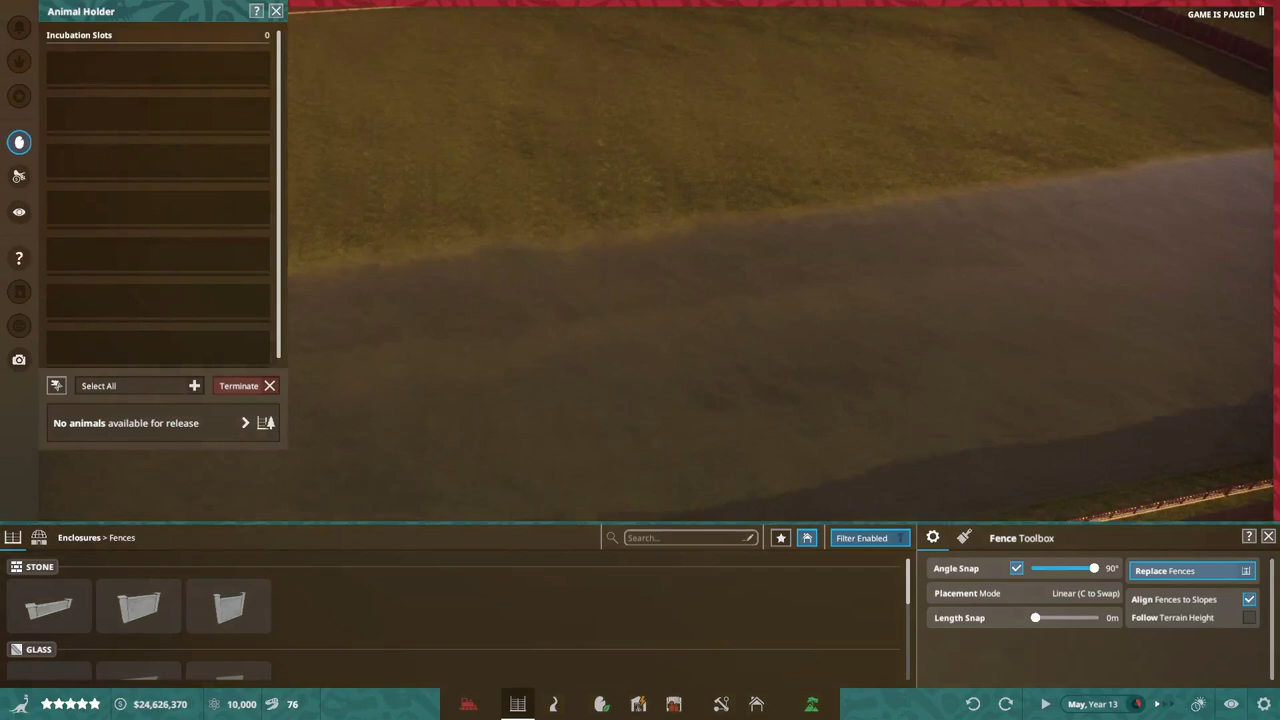 Animal Holder
?
GAME IS PAUSED
Incubation Slots 0
?
Select All
Terminate
No animals available for release
Enclosures > Fences
Search...
Filter Enabled
Fence Toolbox
?
STONE
Angle Snap 90°
Replace Fences
Placement Mode Linear (C to Swap)
Align Fences to Slopes
Length Snap 0m
Follow Terrain Height
GLASS
$24,626,370
10,000
76
May, Year 13